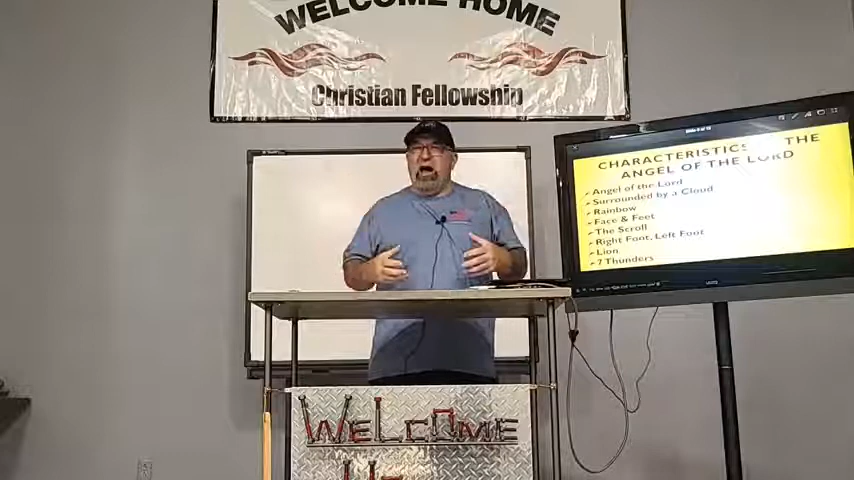 WELCOME HOME
Christian Fellowship
CHARACTERISTICS OF THE
ANGEL OF THE LORD
Angel of the Lord
Surrounded by a Cloud
Rainbow
Face & Feet
The Scroll
Right Foot, Left Foot
Lion
7 Thunders
WELCOME